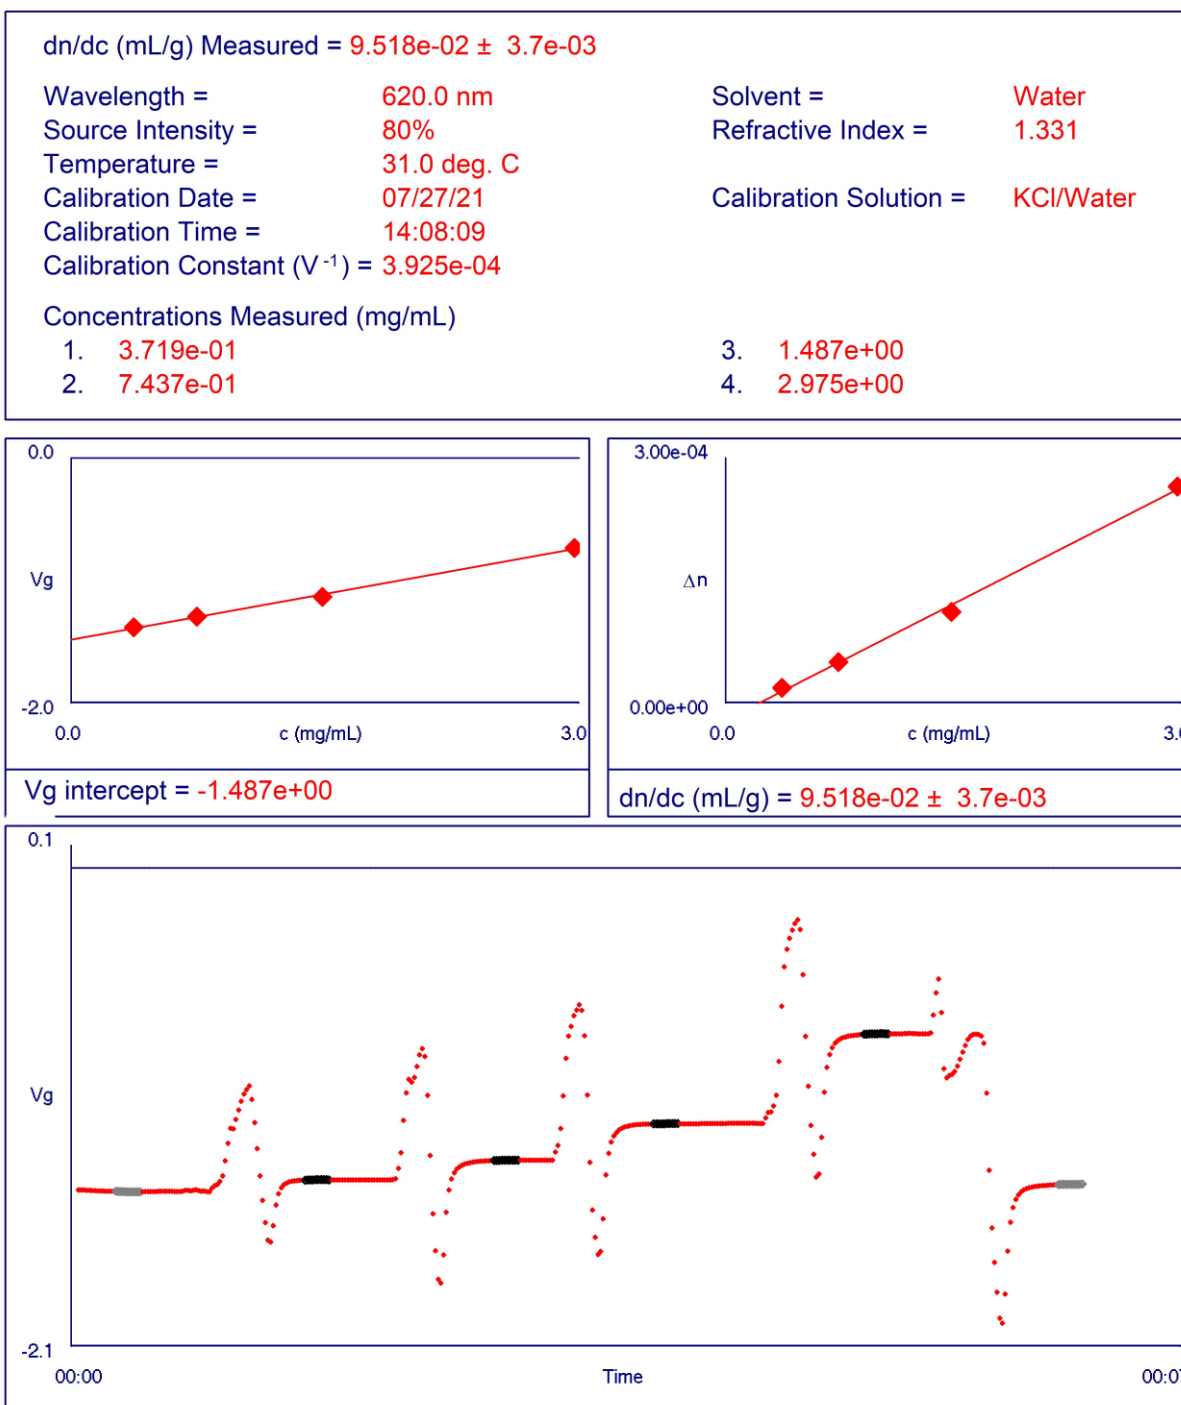 dn/dc (mL/g) Measured = 9.518e-02 ± 3.7e-03
Wavelength = 620.0 nm Solvent = Water
Source Intensity = 80% Refractive Index = 1.331
Temperature = 31.0 deg. C
Calibration Date = 07/27/21 Calibration Solution = KCl/Water
Calibration Time = 14:08:09
Calibration Constant (V⁻¹) = 3.925e-04
Concentrations Measured (mg/mL)
1. 3.719e-01 3. 1.487e+00
2. 7.437e-01 4. 2.975e+00
0.0
Vg
-2.0
0.0 c (mg/mL) 3.0
Vg intercept = -1.487e+00
3.00e-04
Δn
0.00e+00
0.0 c (mg/mL) 3.
dn/dc (mL/g) = 9.518e-02 ± 3.7e-03
0.1
Vg
-2.1
00:00 Time 00:0